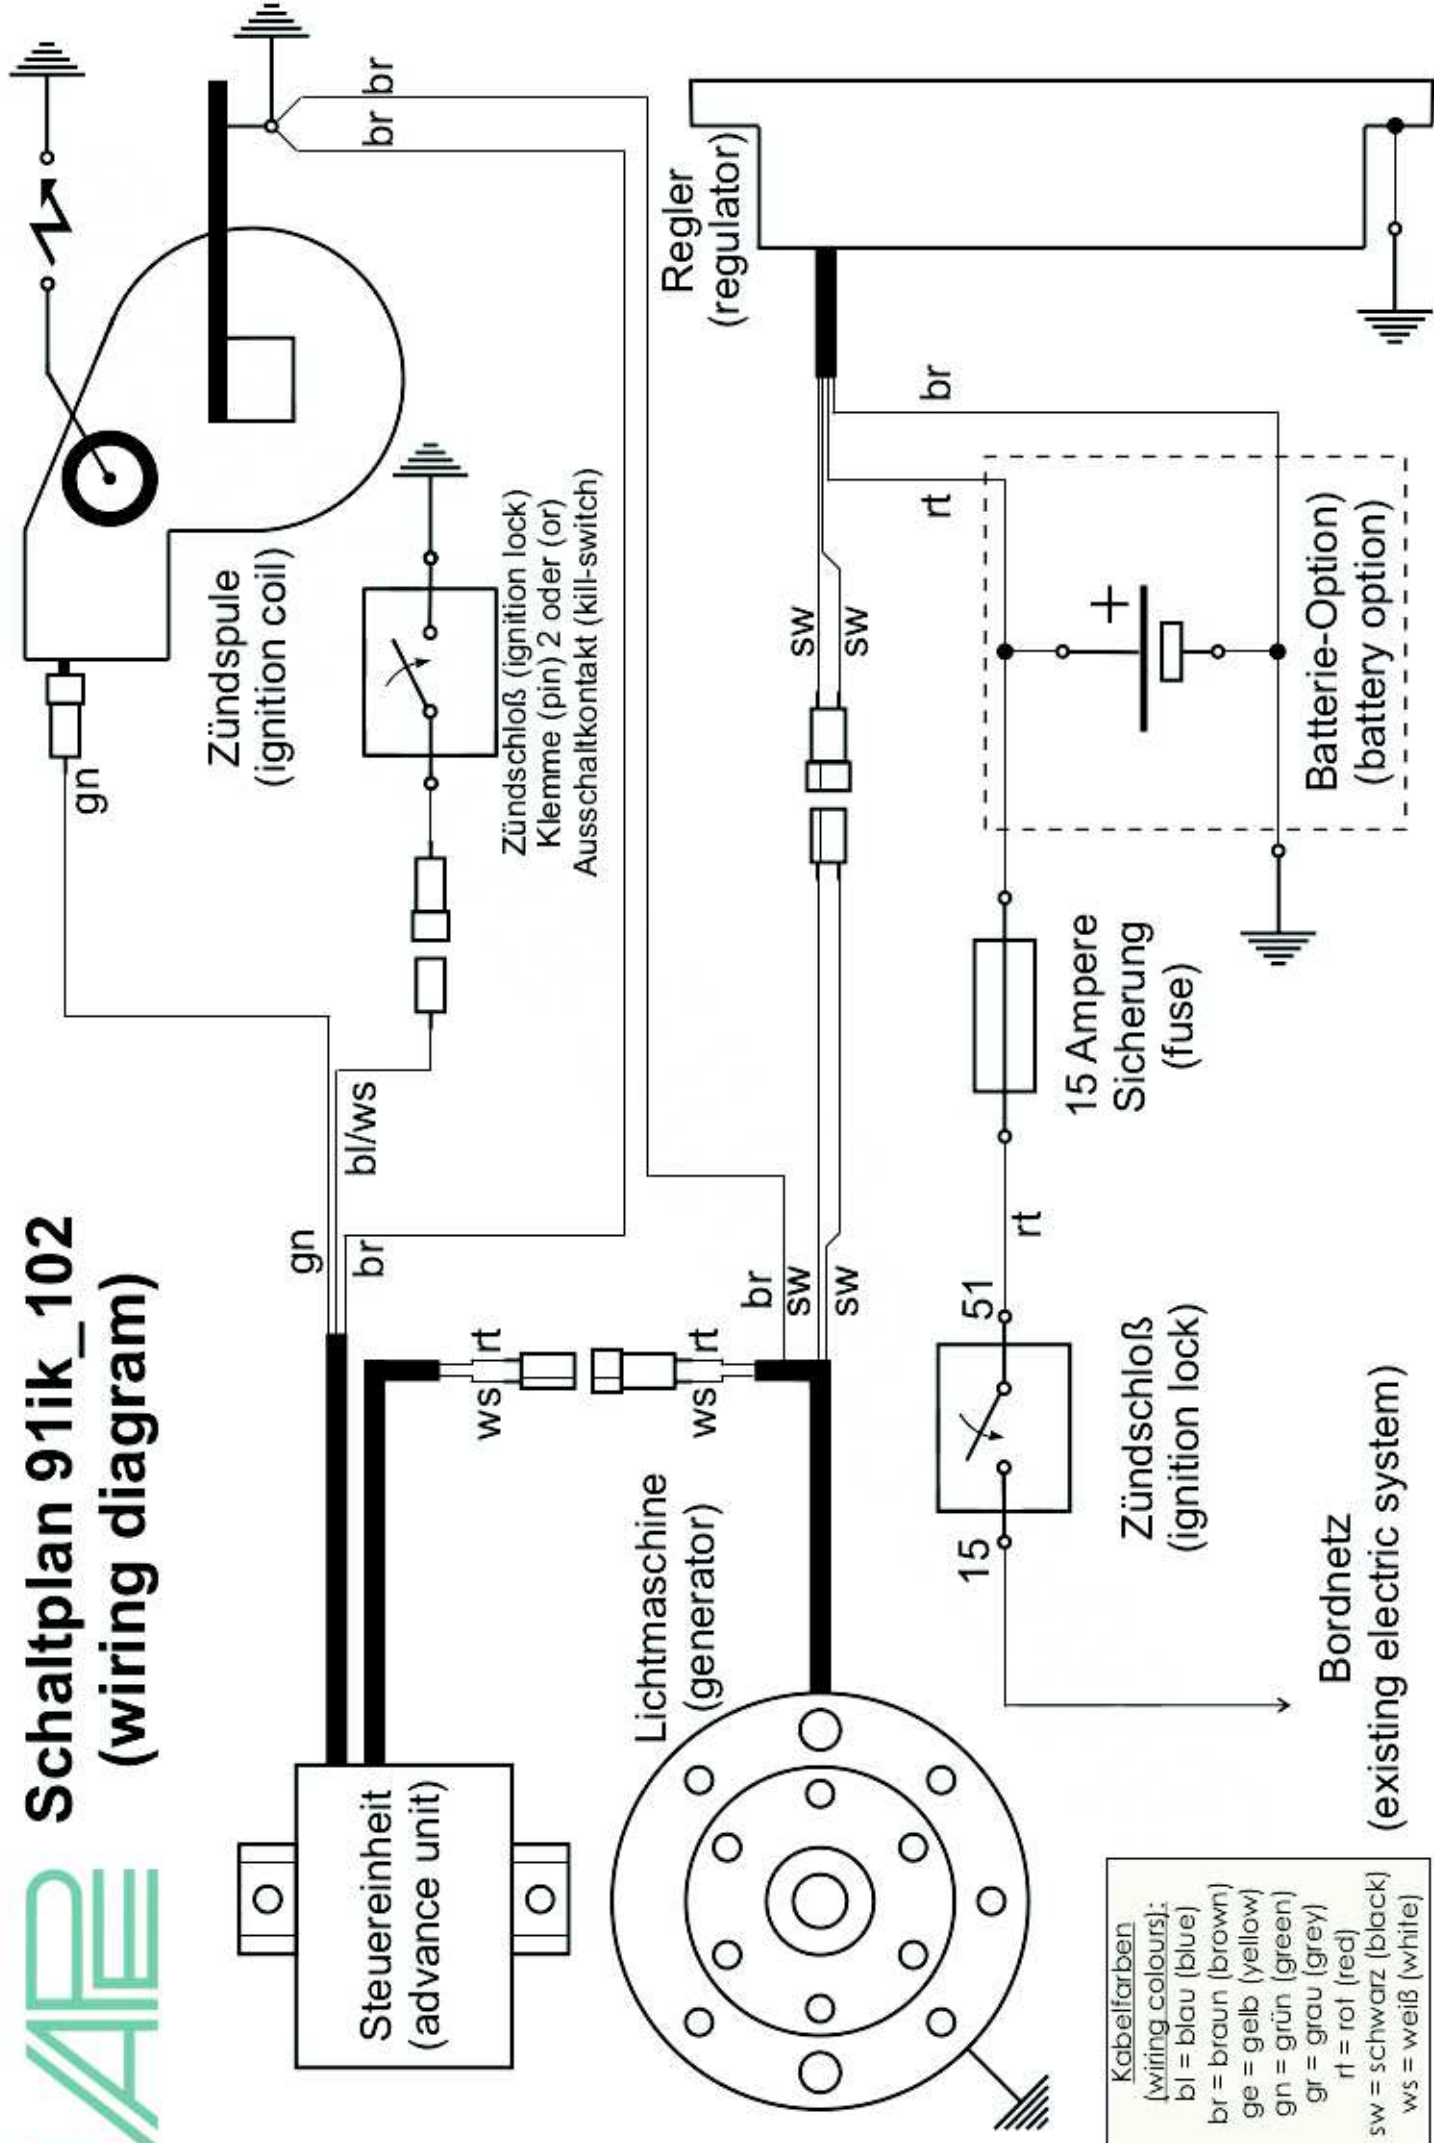 APE
Schaltplan 91ik_102
(wiring diagram)
gn
br
br
Zündspule
(ignition coil)
gn
bl/ws
br
Zündschloß (ignition lock)
Klemme (pin) 2 oder (or)
Ausschaltkontakt (kill-switch)
Steuereinheit
(advance unit)
ws
rt
ws
rt
Lichtmaschine
(generator)
br
sw
sw
sw
sw
Regler
(regulator)
rt
br
15
51
rt
Zündschloß
(ignition lock)
15 Ampere
Sicherung
(fuse)
+
Batterie-Option)
(battery option)
Bordnetz
(existing electric system)
Kabelfarben
(wiring colours):
bl = blau (blue)
br = braun (brown)
ge = gelb (yellow)
gn = grün (green)
gr = grau (grey)
rt = rot (red)
sw = schwarz (black)
ws = weiß (white)